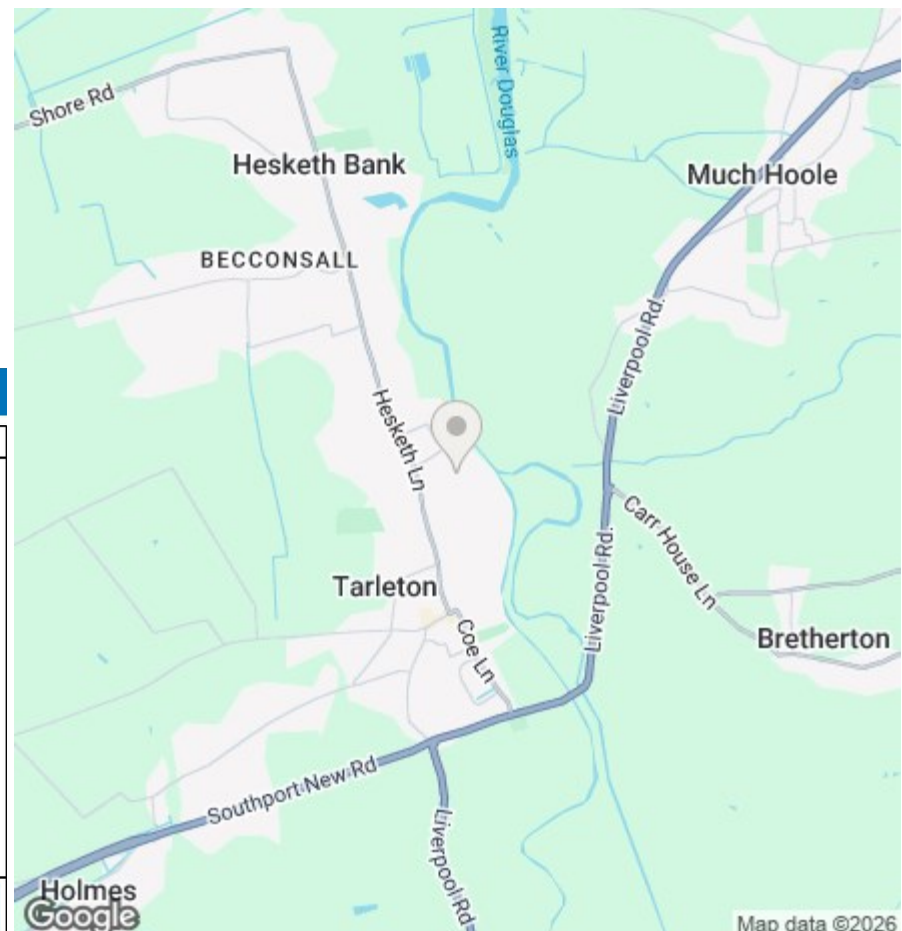 River Douglas
Shore Rd
Hesketh Bank
Much Hoole
BECCONSALL
Liverpool Rd.
Hesketh Ln
Carr House Ln
Tarleton
Liverpool Rd.
Coe Ln
Bretherton
Southport New Rd
Liverpool Rd
Holmes
Google
Map data ©2026